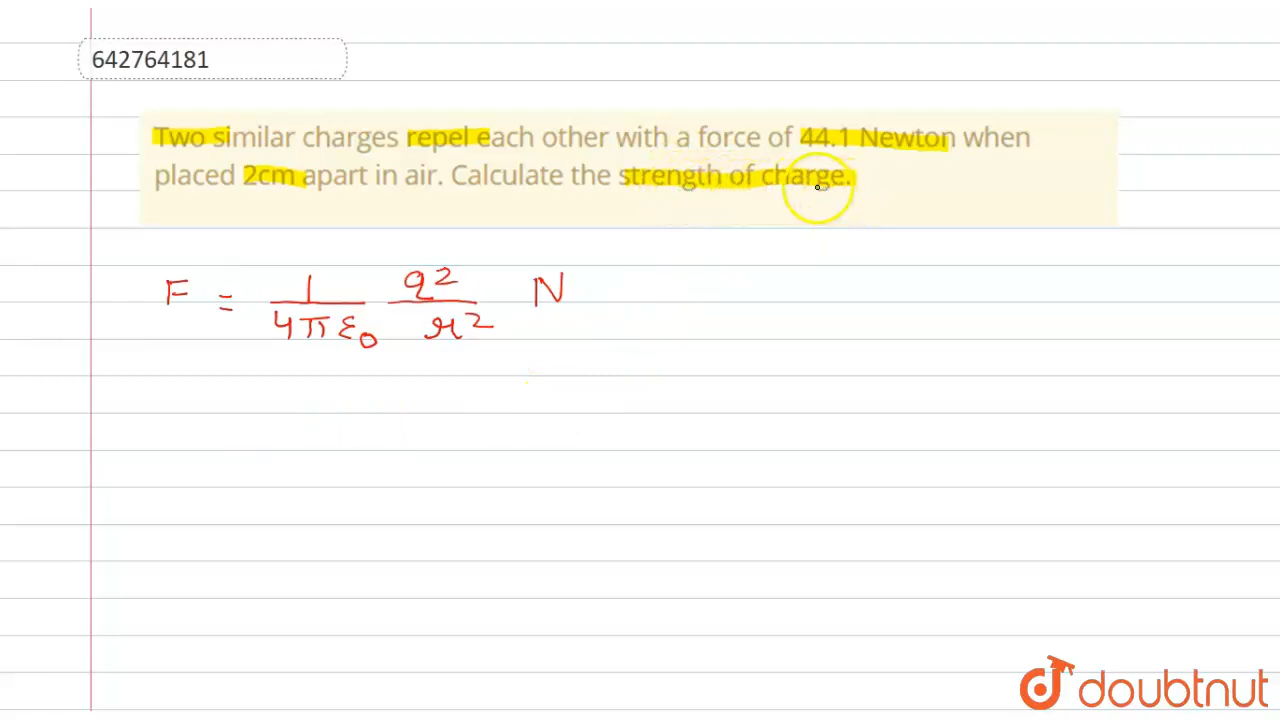 642764181
Two similar charges repel each other with a force of 44.1 Newton when
placed 2cm apart in air. Calculate the strength of charge.
F = 1/4πε₀ q²/r² N
doubtnut